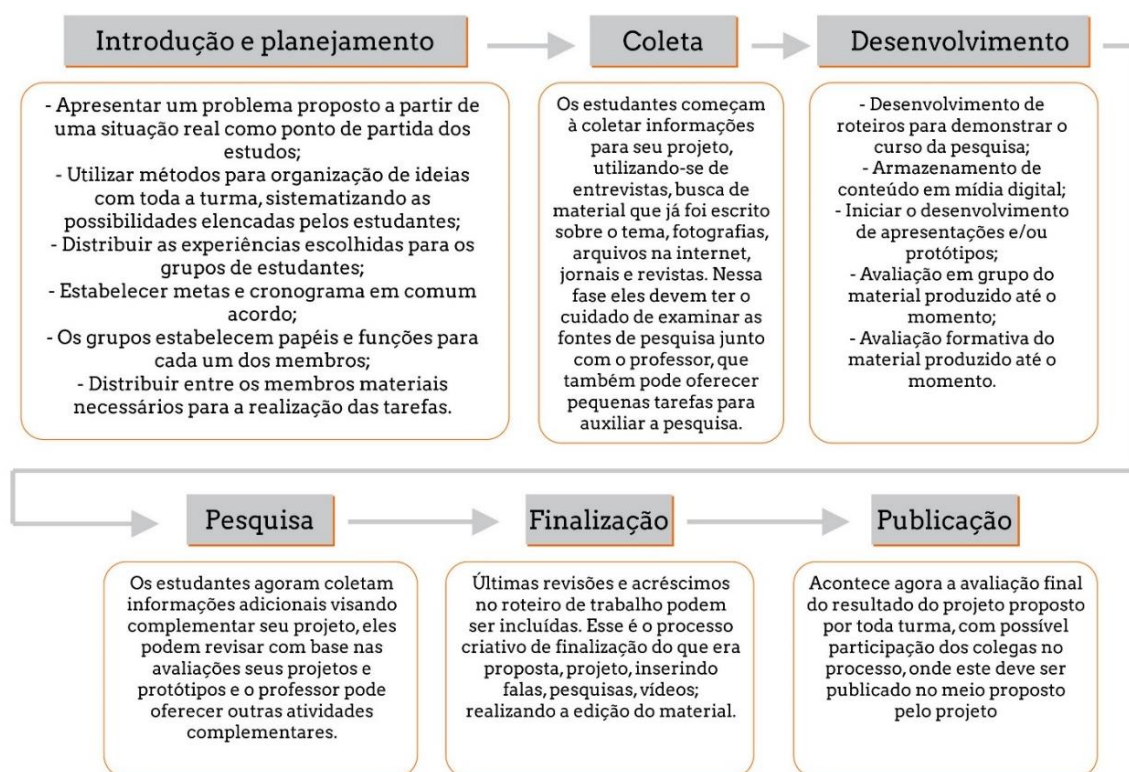 Introdução e planejamento
- Apresentar um problema proposto a partir de
uma situação real como ponto de partida dos
estudos;
- Utilizar métodos para organização de ideias
com toda a turma, sistematizando as
possibilidades elencadas pelos estudantes;
- Distribuir as experiências escolhidas para os
grupos de estudantes;
- Estabelecer metas e cronograma em comum
acordo;
- Os grupos estabelecem papéis e funções para
cada um dos membros;
- Distribuir entre os membros materiais
necessários para a realização das tarefas.
Coleta
Os estudantes começam
à coletar informações
para seu projeto,
utilizando-se de
entrevistas, busca de
material que já foi escrito
sobre o tema, fotografias,
arquivos na internet,
jornais e revistas. Nessa
fase eles devem ter o
cuidado de examinar as
fontes de pesquisa junto
com o professor, que
também pode oferecer
pequenas tarefas para
auxiliar a pesquisa.
Desenvolvimento
- Desenvolvimento de
roteiros para demonstrar o
curso da pesquisa;
- Armazenamento de
conteúdo em mídia digital;
- Iniciar o desenvolvimento
de apresentações e/ou
protótipos;
- Avaliação em grupo do
material produzido até o
momento;
- Avaliação formativa do
material produzido até o
momento.
Pesquisa
Os estudantes agoram coletam
informações adicionais visando
complementar seu projeto, eles
podem revisar com base nas
avaliações seus projetos e
protótipos e o professor pode
oferecer outras atividades
complementares.
Finalização
Últimas revisões e acréscimos
no roteiro de trabalho podem
ser incluídas. Esse é o processo
criativo de finalização do que era
proposta, projeto, inserindo
falas, pesquisas, vídeos;
realizando a edição do material.
Publicação
Acontece agora a avaliação final
do resultado do projeto proposto
por toda turma, com possível
participação dos colegas no
processo, onde este deve ser
publicado no meio proposto
pelo projeto